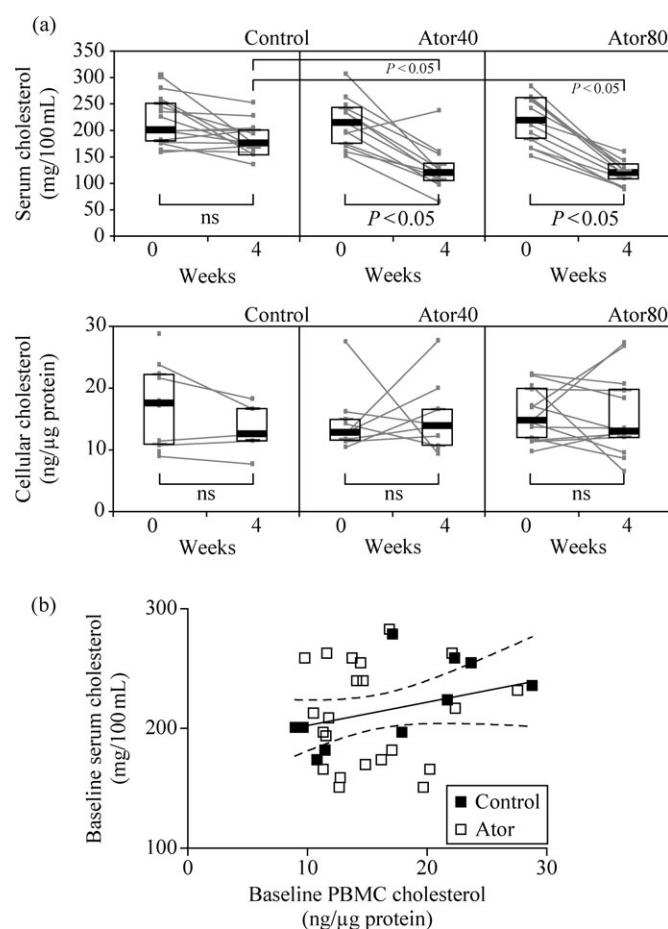 (a)
Control Ator40 Ator80
350
300
250
200
150
100
50
0
Serum cholesterol
(mg/100 mL)
P < 0.05
P < 0.05
ns P < 0.05 P < 0.05
0 4 0 4 0 4
Weeks Weeks Weeks
Control Ator40 Ator80
30
20
10
0
Cellular cholesterol
(ng/µg protein)
ns ns ns
0 4 0 4 0 4
Weeks Weeks Weeks
(b)
300
200
100
Baseline serum cholesterol
(mg/100 mL)
Control
Ator
0 10 20 30
Baseline PBMC cholesterol
(ng/µg protein)